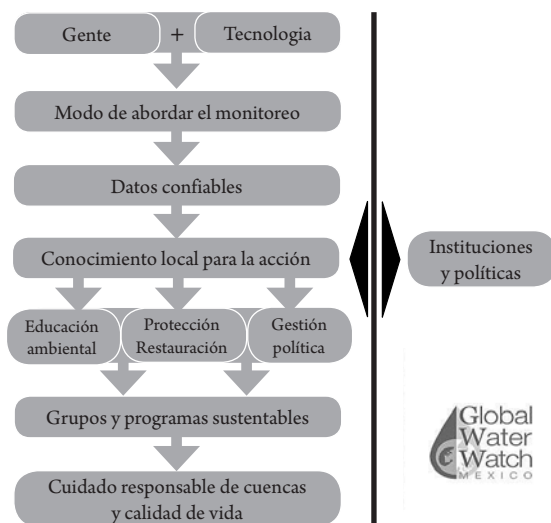 Gente + Tecnologia
Modo de abordar el monitoreo
Datos confiables
Conocimiento local para la acción
Instituciones
y políticas
Educación
ambiental
Protección
Restauración
Gestión
política
Grupos y programas sustentables
Cuidado responsable de cuencas
y calidad de vida
Global
Water
Watch
MEXICO